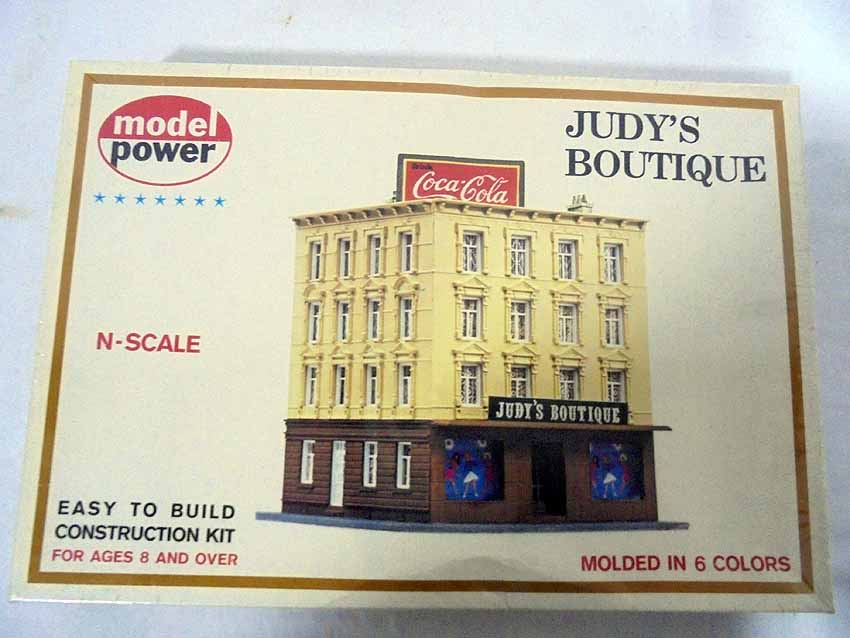 model
power
JUDY'S
BOUTIQUE
Drink
Coca-Cola
N-SCALE
JUDY'S BOUTIQUE
EASY TO BUILD
CONSTRUCTION KIT
FOR AGES 8 AND OVER
MOLDED IN 6 COLORS